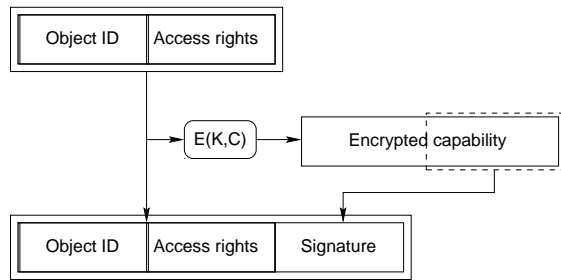 Object ID Access rights
E(K,C) Encrypted capability
Object ID Access rights Signature